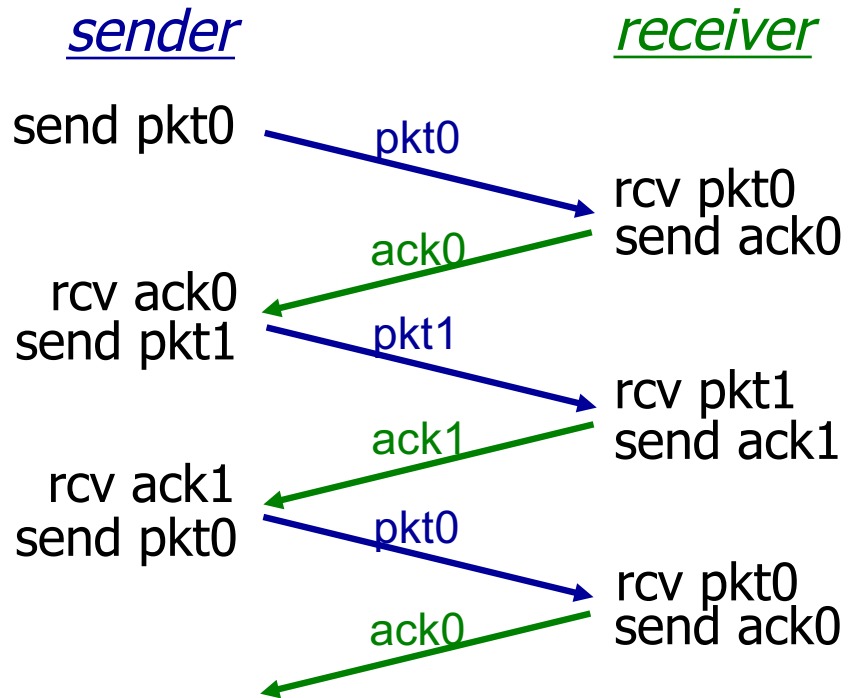 sender
receiver
send pkt0
pkt0
rcv pkt0
send ack0
ack0
rcv ack0
send pkt1
pkt1
rcv pkt1
send ack1
ack1
rcv ack1
send pkt0
pkt0
rcv pkt0
send ack0
ack0